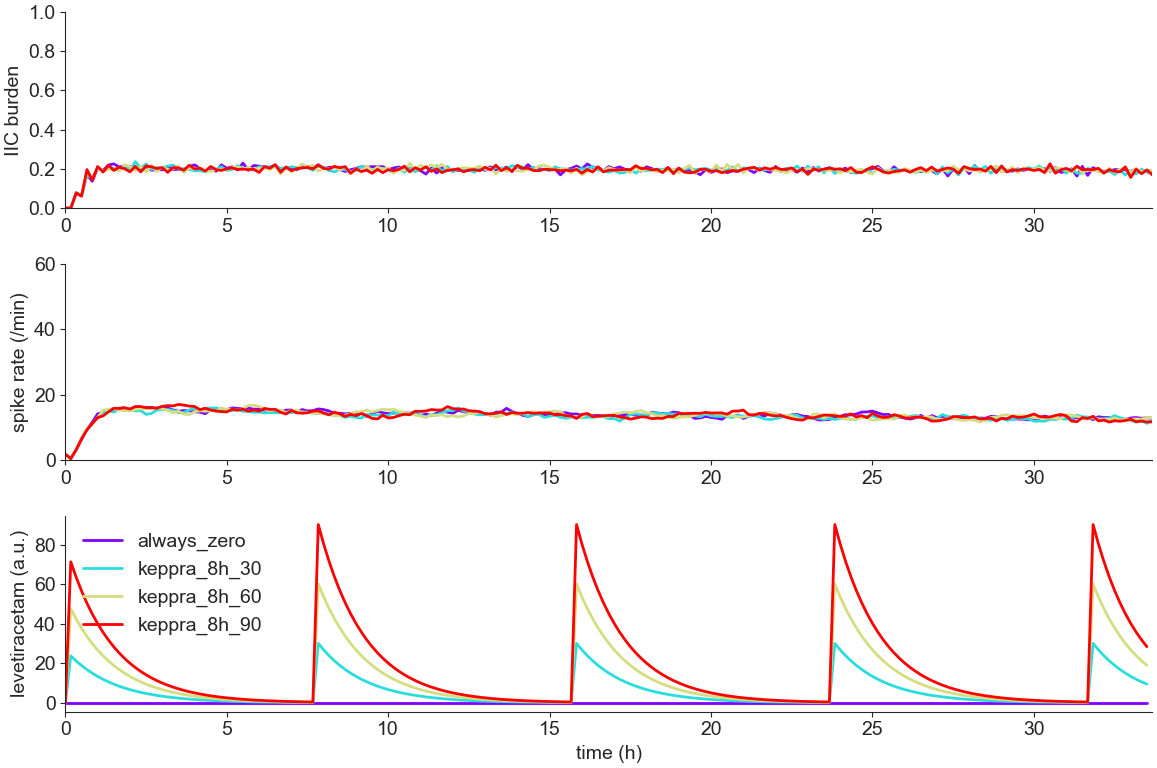 1.0
0.8
0.6
0.4
0.2
0.0
IIC burden
0 5 10 15 20 25 30
60
40
20
0
spike rate (/min)
0 5 10 15 20 25 30
80
60
40
20
0
levetiracetam (a.u.)
always_zero
keppra_8h_30
keppra_8h_60
keppra_8h_90
0 5 10 15 20 25 30
time (h)